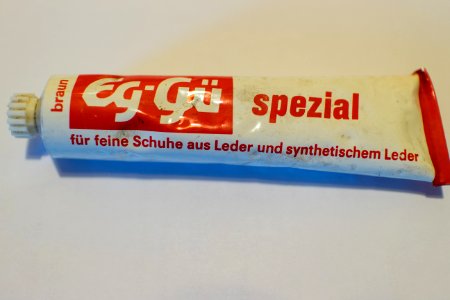 braun
Eg-Gü
spezial
für feine Schuhe aus Leder und synthetischem Leder